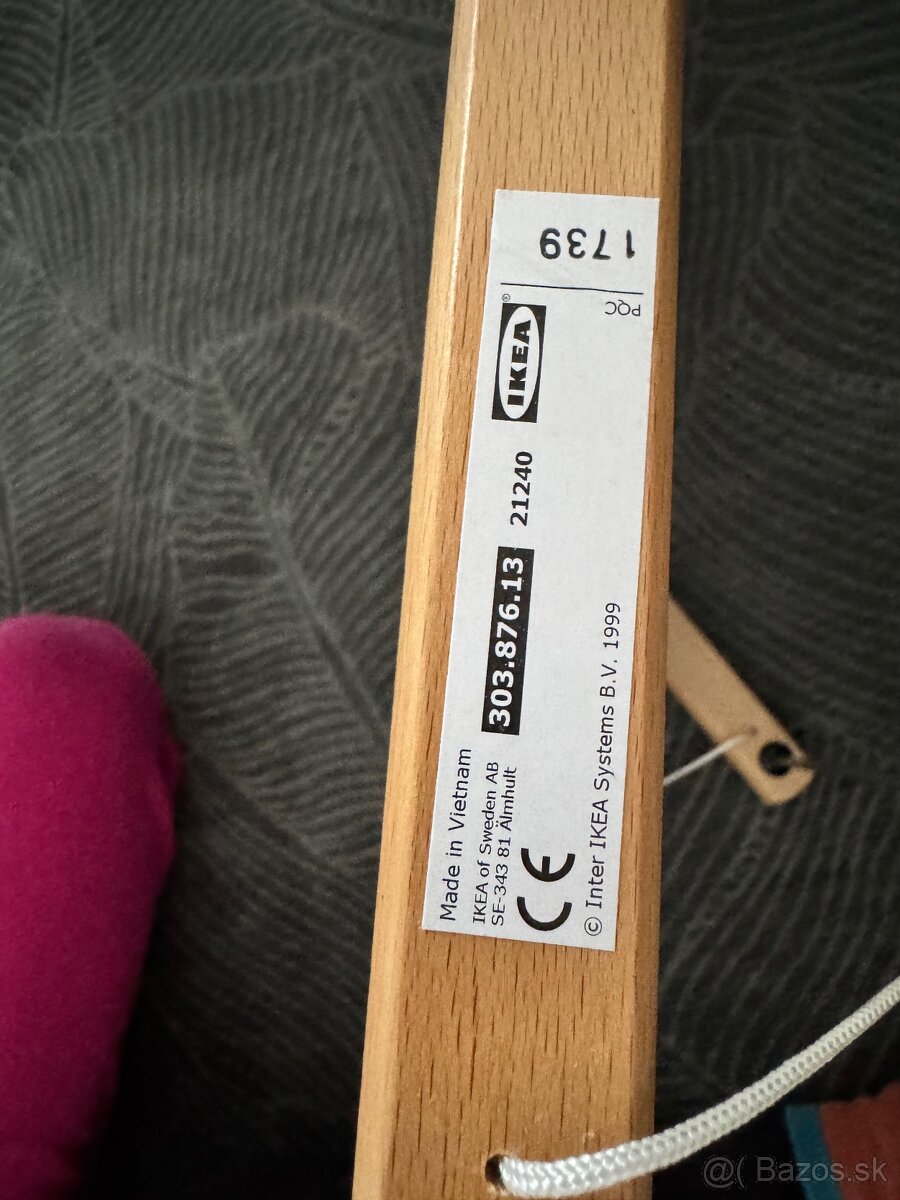 Made in Vietnam
IKEA of Sweden AB
SE-343 81 Älmhult
303.876.13
21240
IKEA®
CE
© Inter IKEA Systems B.V. 1999
PQC
1739
@( Bazos.sk